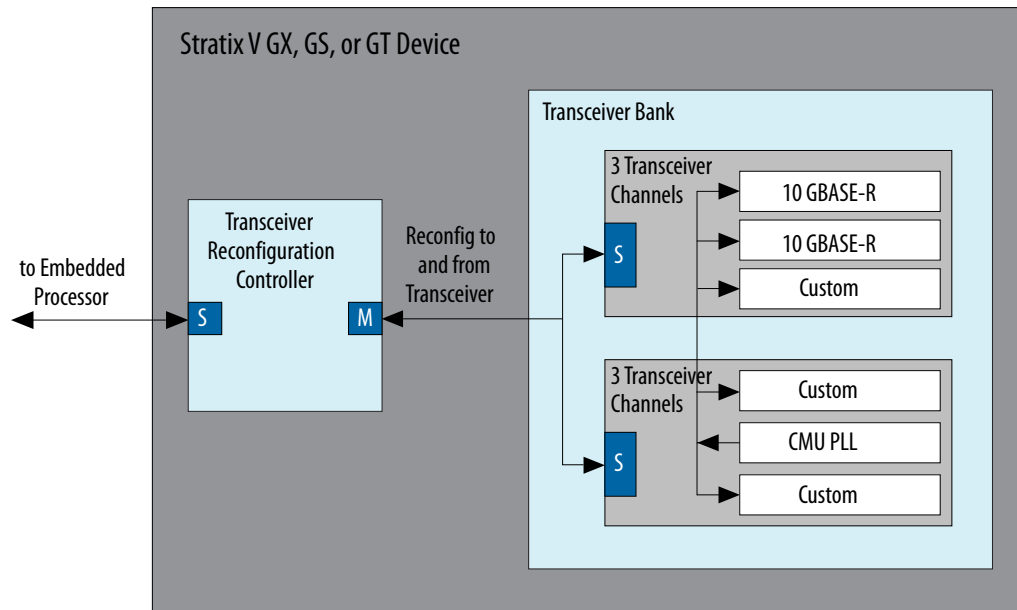 Stratix V GX, GS, or GT Device
Transceiver Bank
3 Transceiver
Channels
10 GBASE-R
S
10 GBASE-R
Custom
Transceiver
Reconfiguration
Controller
Reconfig to
and from
Transceiver
to Embedded
Processor
S
M
3 Transceiver
Channels
Custom
S
CMU PLL
Custom